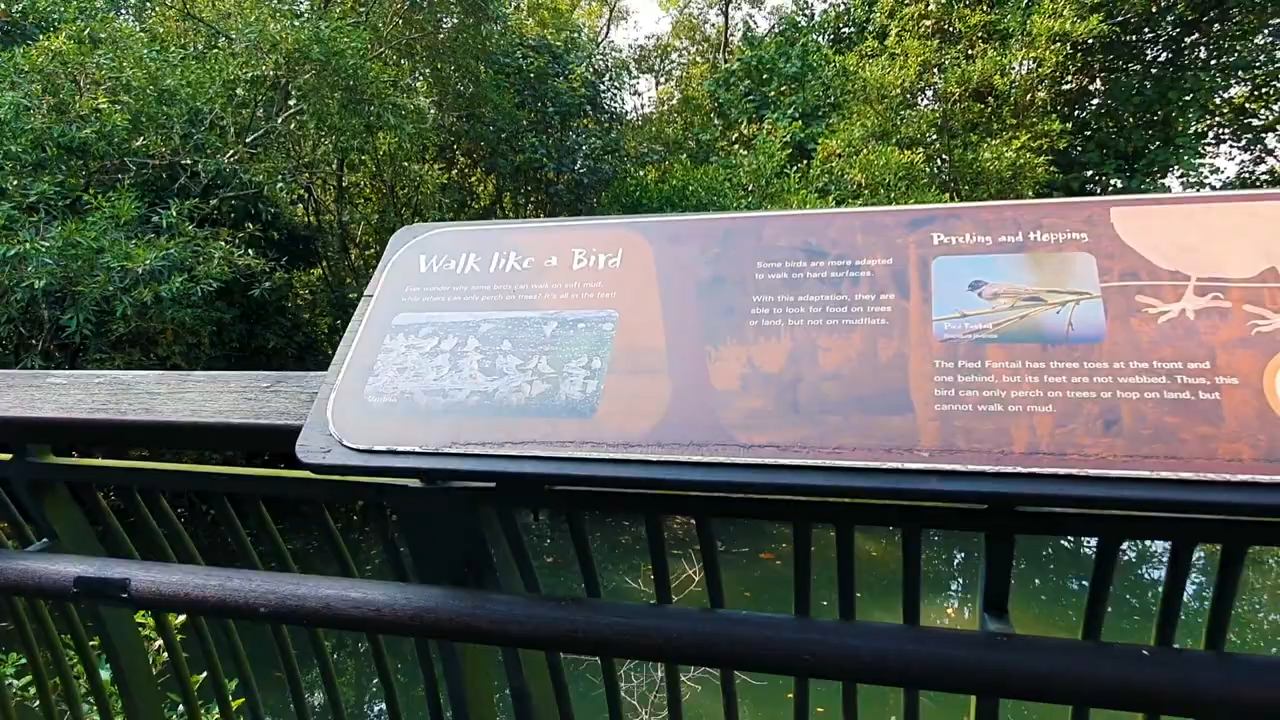 Walk like a Bird
Ever wonder why some birds can walk on soft mud,
while others can only perch on trees? It's all in the feet!
Some birds are more adapted
to walk on hard surfaces.
With this adaptation, they are
able to look for food on trees
or land, but not on mudflats.
Perching and Hopping
Pied Fantail
The Pied Fantail has three toes at the front and
one behind, but its feet are not webbed. Thus, this
bird can only perch on trees or hop on land, but
cannot walk on mud.